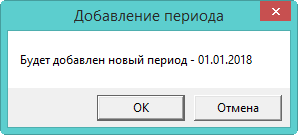 Добавление периода
Будет добавлен новый период - 01.01.2018
OK
Отмена